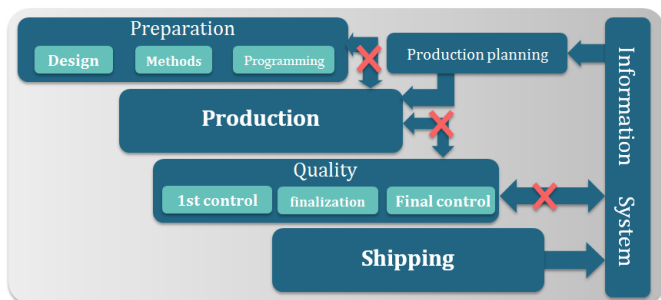 Preparation
Design
Methods
Programming
Production planning
Production
Quality
1st control
finalization
Final control
Shipping
Information System